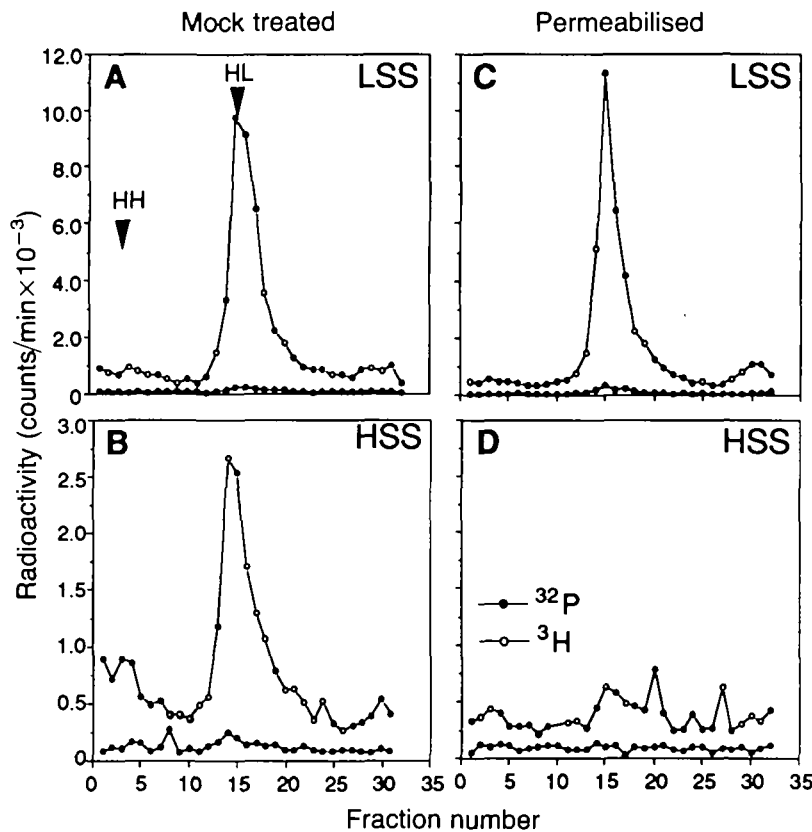 Mock treated
Permeabilised
A
HL
LSS
C
LSS
12.0
10.0
8.0
6.0
4.0
2.0
0
HH
B
HSS
D
HSS
3.0
2.5
2.0
1.5
1.0
0.5
0
³²P
³H
0 5 10 15 20 25 30 35
0 5 10 15 20 25 30 35
Radioactivity (counts/min×10⁻³)
Fraction number